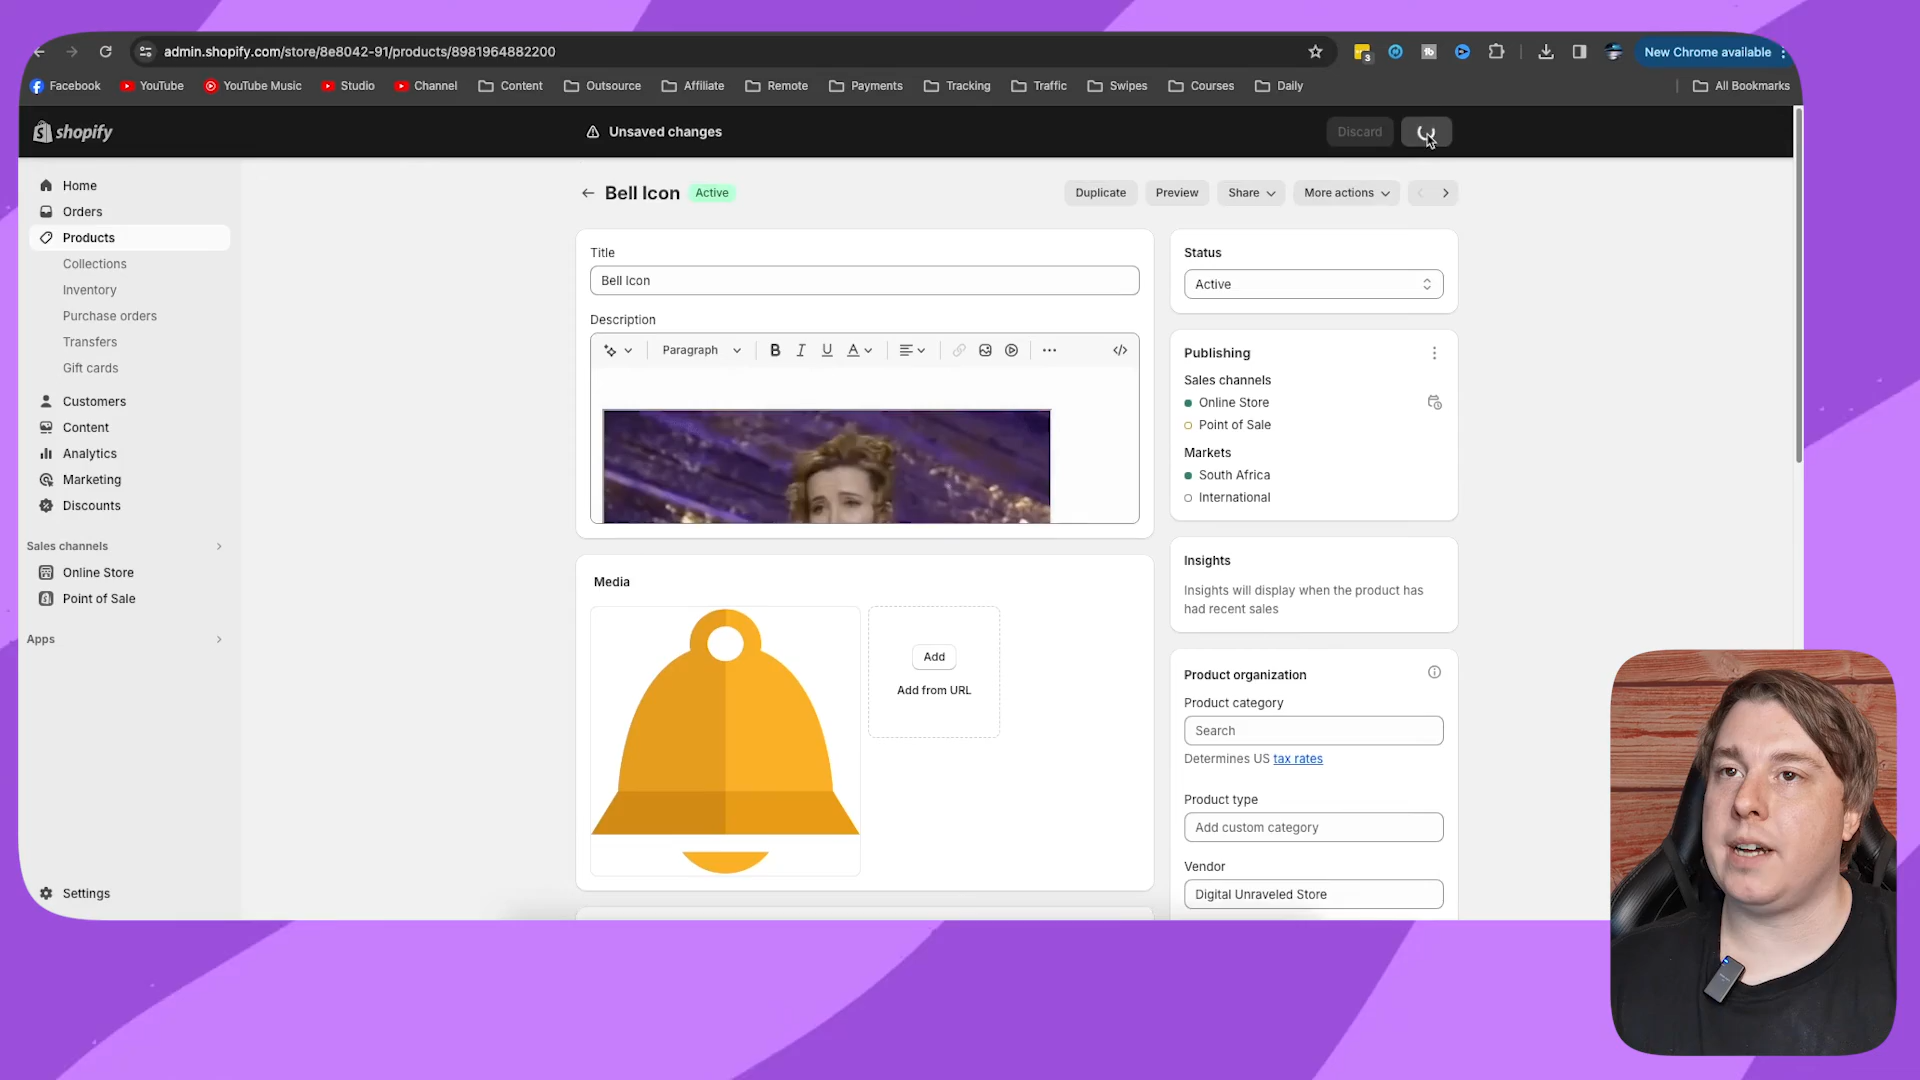 admin.shopify.com/store/8e8042-91/products/8981964882200
3
New Chrome available
Facebook YouTube YouTube Music Studio Channel Content Outsource Affiliate Remote Payments Tracking Traffic Swipes Courses Daily All Bookmarks
shopify
Unsaved changes
Discard
Home
Orders
Products
Collections
Inventory
Purchase orders
Transfers
Gift cards
Customers
Content
Analytics
Marketing
Discounts
Sales channels
Online Store
Point of Sale
Apps
Settings
Bell Icon Active
Duplicate Preview Share More actions
Title
Bell Icon
Description
Paragraph B I U A
Media
Add
Add from URL
Status
Active
Publishing
Sales channels
Online Store
Point of Sale
Markets
South Africa
International
Insights
Insights will display when the product has
had recent sales
Product organization
Product category
Search
Determines US tax rates
Product type
Add custom category
Vendor
Digital Unraveled Store